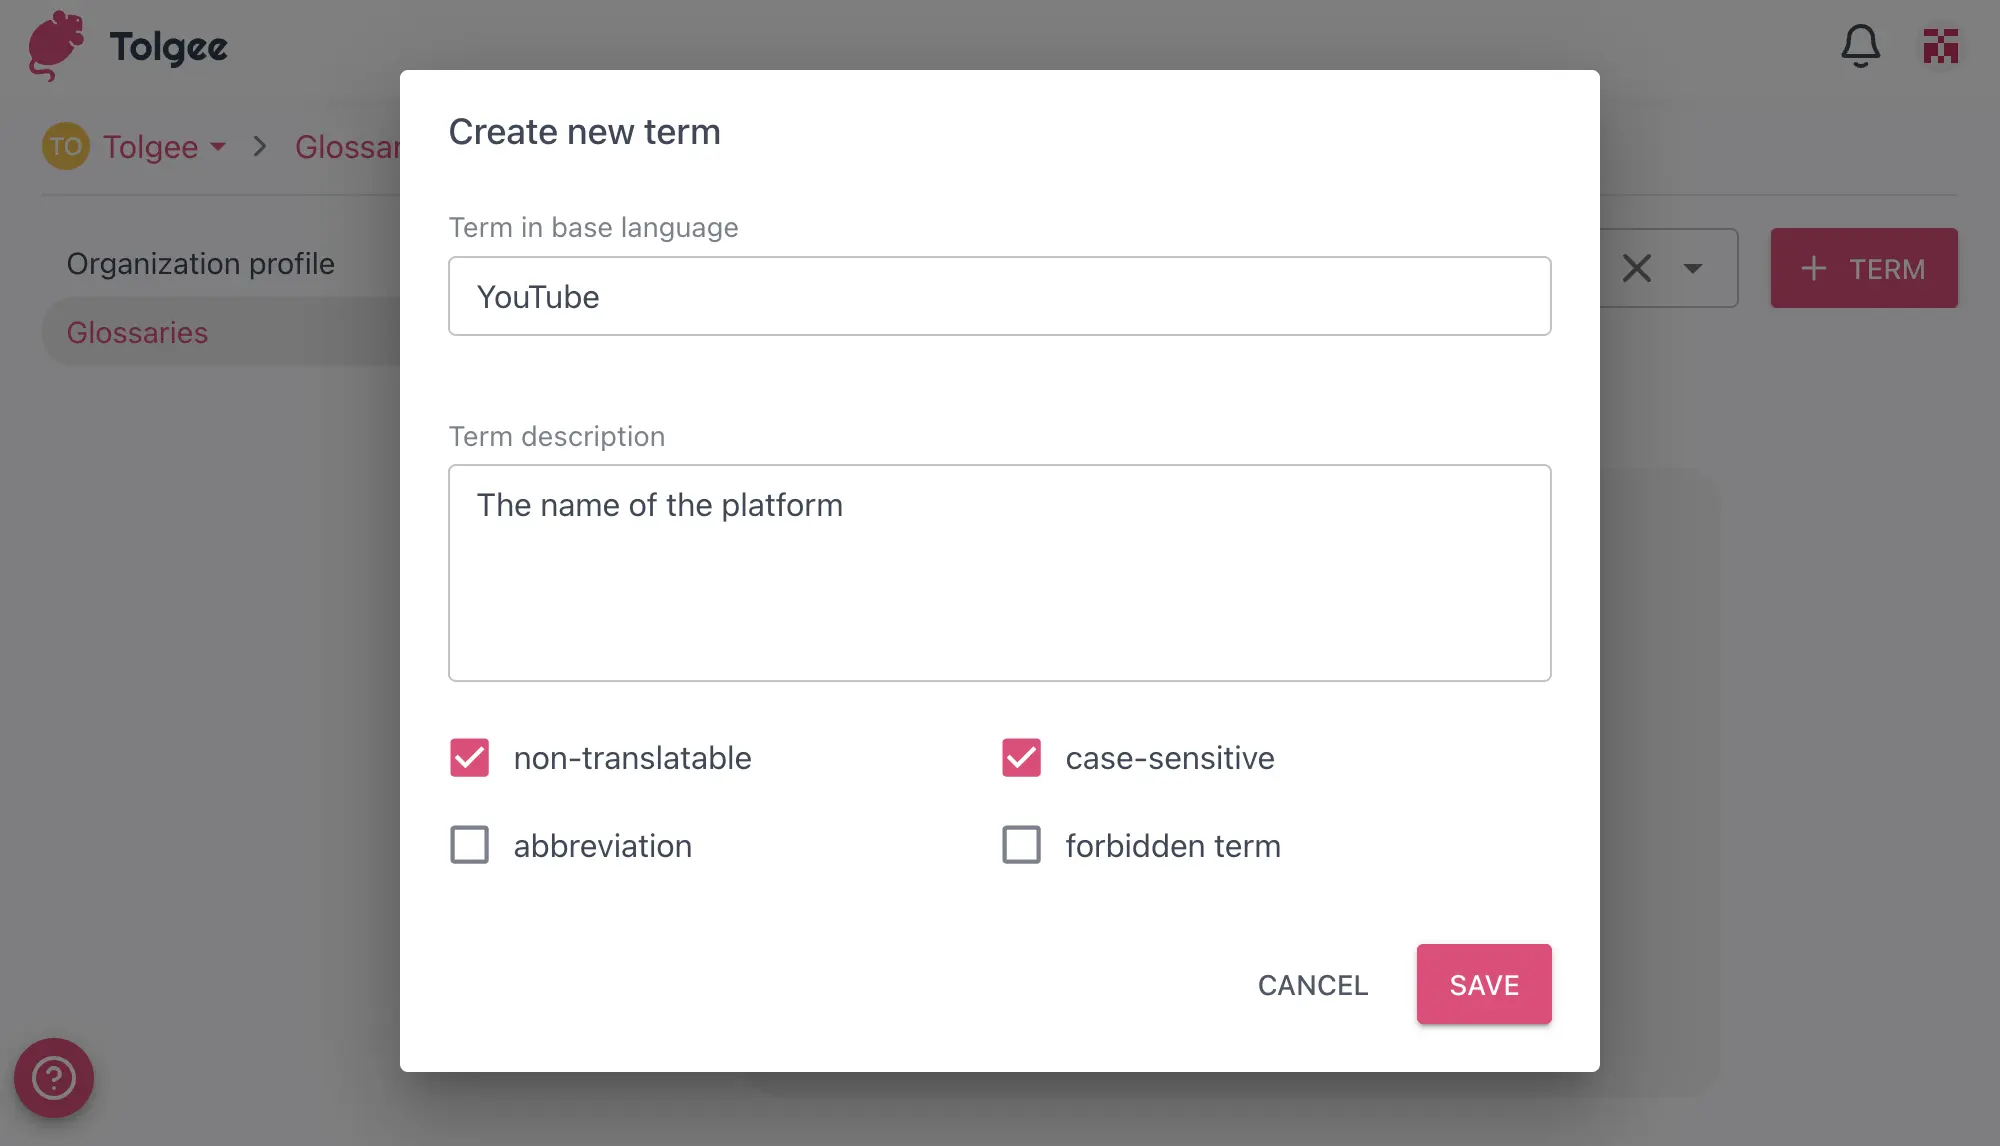 Tolgee
TO Tolgee > Glossar
Organization profile
Glossaries
+ TERM
Create new term
Term in base language
YouTube
Term description
The name of the platform
non-translatable
case-sensitive
abbreviation
forbidden term
CANCEL
SAVE
?